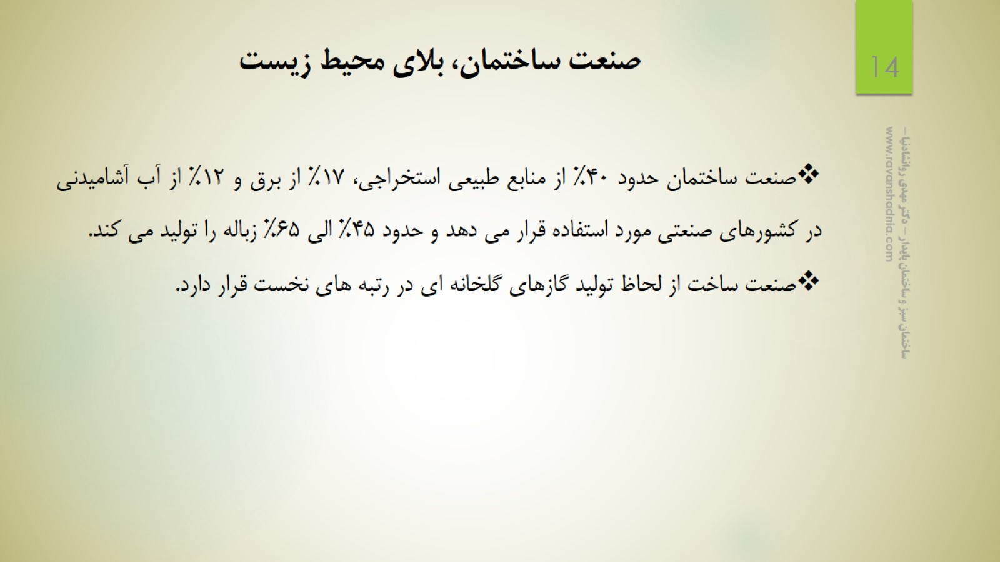 14
صنعت ساختمان، بلای محیط زیست
❖صنعت ساختمان حدود ۴۰٪ از منابع طبیعی استخراجی، ۱۷٪ از برق و ۱۲٪ از آب آشامیدنی
در کشورهای صنعتی مورد استفاده قرار می دهد و حدود ۴۵٪ الی ۶۵٪ زباله را تولید می کند.
❖صنعت ساخت از لحاظ تولید گازهای گلخانه ای در رتبه های نخست قرار دارد.
ساختمان سبز و ساختمان پایدار – دکتر مهدی روانشادنیا –
www.ravanshadnia.com